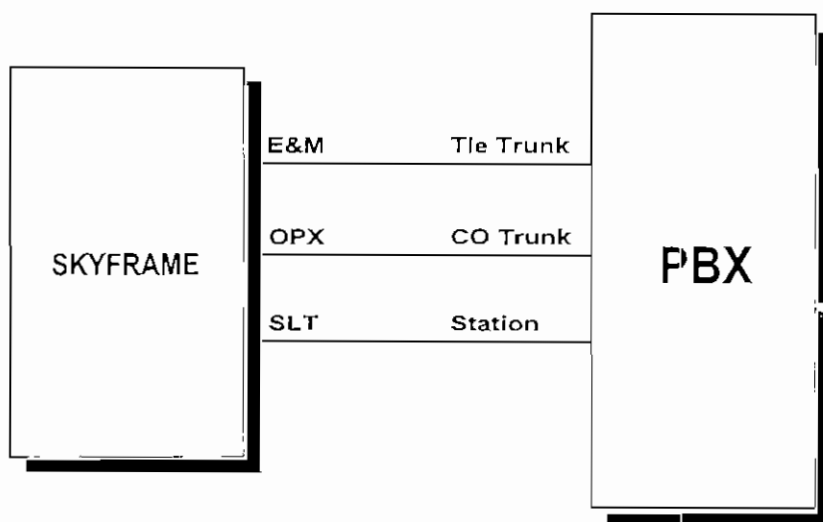 E&M Tie Trunk
OPX CO Trunk
SKYFRAME
PBX
SLT Station